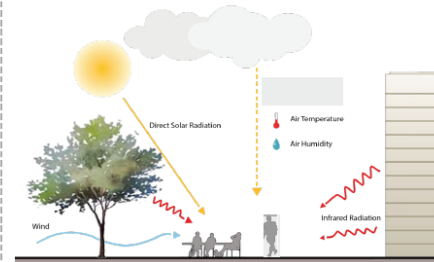 Direct Solar Radiation
Air Temperature
Air Humidity
Infrared Radiation
Wind